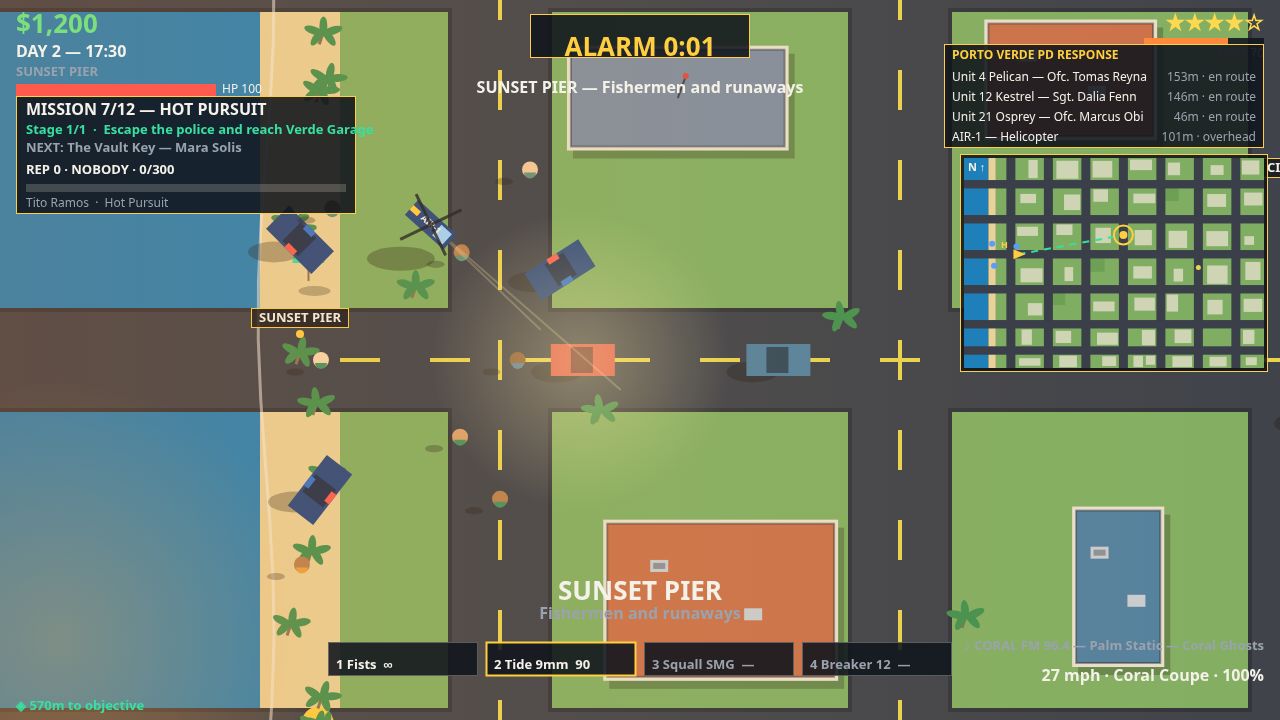 $1,200
DAY 2 — 17:30
SUNSET PIER
HP 100
MISSION 7/12 — HOT PURSUIT
Stage 1/1 · Escape the police and reach Verde Garage
NEXT: The Vault Key — Mara Solis
REP 0 · NOBODY · 0/300
Tito Ramos · Hot Pursuit
ALARM 0:01
SUNSET PIER — Fishermen and runaways
★★★★☆
PORTO VERDE PD RESPONSE
Unit 4 Pelican — Ofc. Tomas Reyna 153m · en route
Unit 12 Kestrel — Sgt. Dalia Fenn 146m · en route
Unit 21 Osprey — Ofc. Marcus Obi 46m · en route
AIR-1 — Helicopter 101m · overhead
N ↑
H
SUNSET PIER
SUNSET PIER
Fishermen and runaways
1 Fists ∞
2 Tide 9mm 90
3 Squall SMG —
4 Breaker 12 —
CORAL FM 96.4 — Palm Static — Coral Ghosts
27 mph · Coral Coupe · 100%
◈ 570m to objective